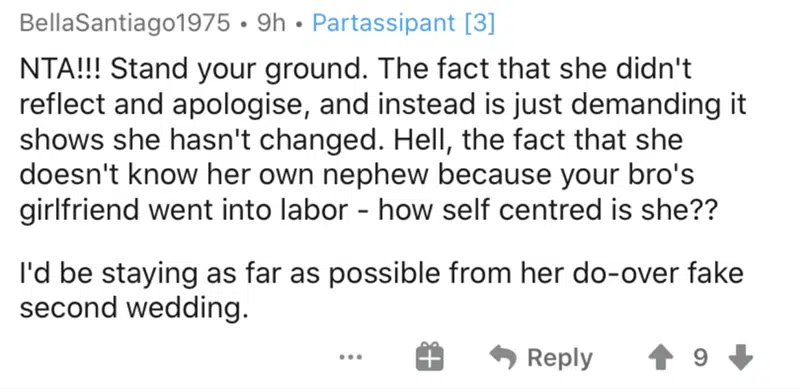 BellaSantiago1975 • 9h • Partassipant [3]
NTA!!! Stand your ground. The fact that she didn't
reflect and apologise, and instead is just demanding it
shows she hasn't changed. Hell, the fact that she
doesn't know her own nephew because your bro's
girlfriend went into labor - how self centred is she??
I'd be staying as far as possible from her do-over fake
second wedding.
... Reply 9